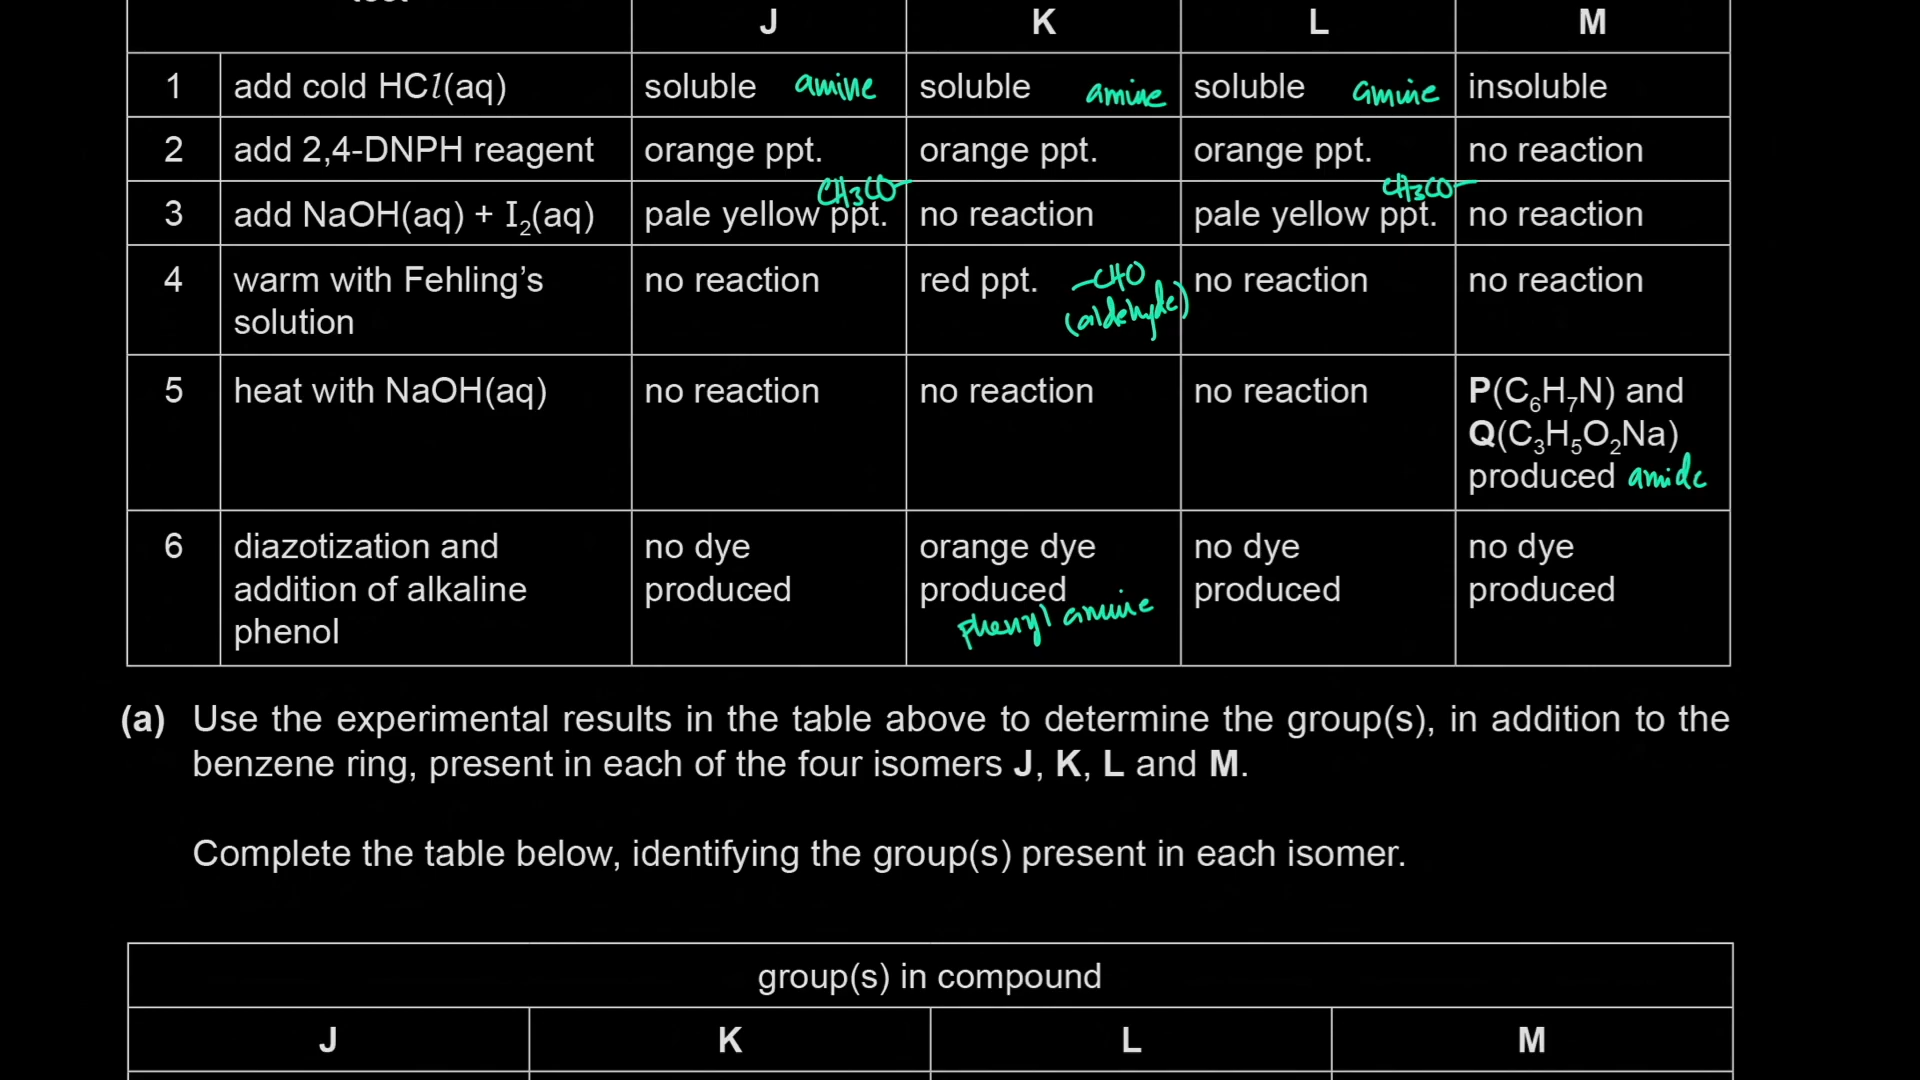 J K L M
1 add cold HCl(aq) soluble amine soluble amine soluble amine insoluble
2 add 2,4-DNPH reagent orange ppt. orange ppt. orange ppt. no reaction
CH3CO- CH3CO-
3 add NaOH(aq) + I2(aq) pale yellow ppt. no reaction pale yellow ppt. no reaction
4 warm with Fehling’s no reaction red ppt. -CHO no reaction no reaction
solution (aldehyde)
5 heat with NaOH(aq) no reaction no reaction no reaction P(C6H7N) and
Q(C3H5O2Na)
produced amide
6 diazotization and no dye orange dye no dye no dye
addition of alkaline produced produced produced produced
phenol phenyl amine
(a) Use the experimental results in the table above to determine the group(s), in addition to the
benzene ring, present in each of the four isomers J, K, L and M.
Complete the table below, identifying the group(s) present in each isomer.
group(s) in compound
J K L M